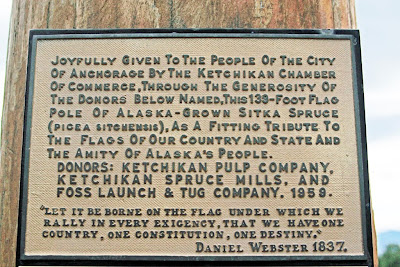 JOYFULLY GIVEN TO THE PEOPLE OF THE CITY
OF ANCHORAGE BY THE KETCHIKAN CHAMBER
OF COMMERCE, THROUGH THE GENEROSITY OF
THE DONORS BELOW NAMED, THIS 138-FOOT FLAG
POLE OF ALASKA-GROWN SITKA SPRUCE
(PICEA SITCHENSIS), AS A FITTING TRIBUTE TO
THE FLAGS OF OUR COUNTRY AND STATE AND
THE AMITY OF ALASKA'S PEOPLE.
DONORS: KETCHIKAN PULP COMPANY,
KETCHIKAN SPRUCE MILLS, AND
FOSS LAUNCH & TUG COMPANY, 1959.
"LET IT BE BORNE ON THE FLAG UNDER WHICH WE
RALLY IN EVERY EXIGENCY, THAT WE HAVE ONE
COUNTRY, ONE CONSTITUTION, ONE DESTINY."
DANIEL WEBSTER 1837.